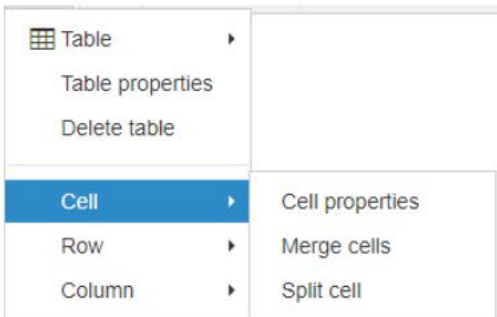 Table
Table properties
Delete table
Cell
Row
Column
Cell properties
Merge cells
Split cell